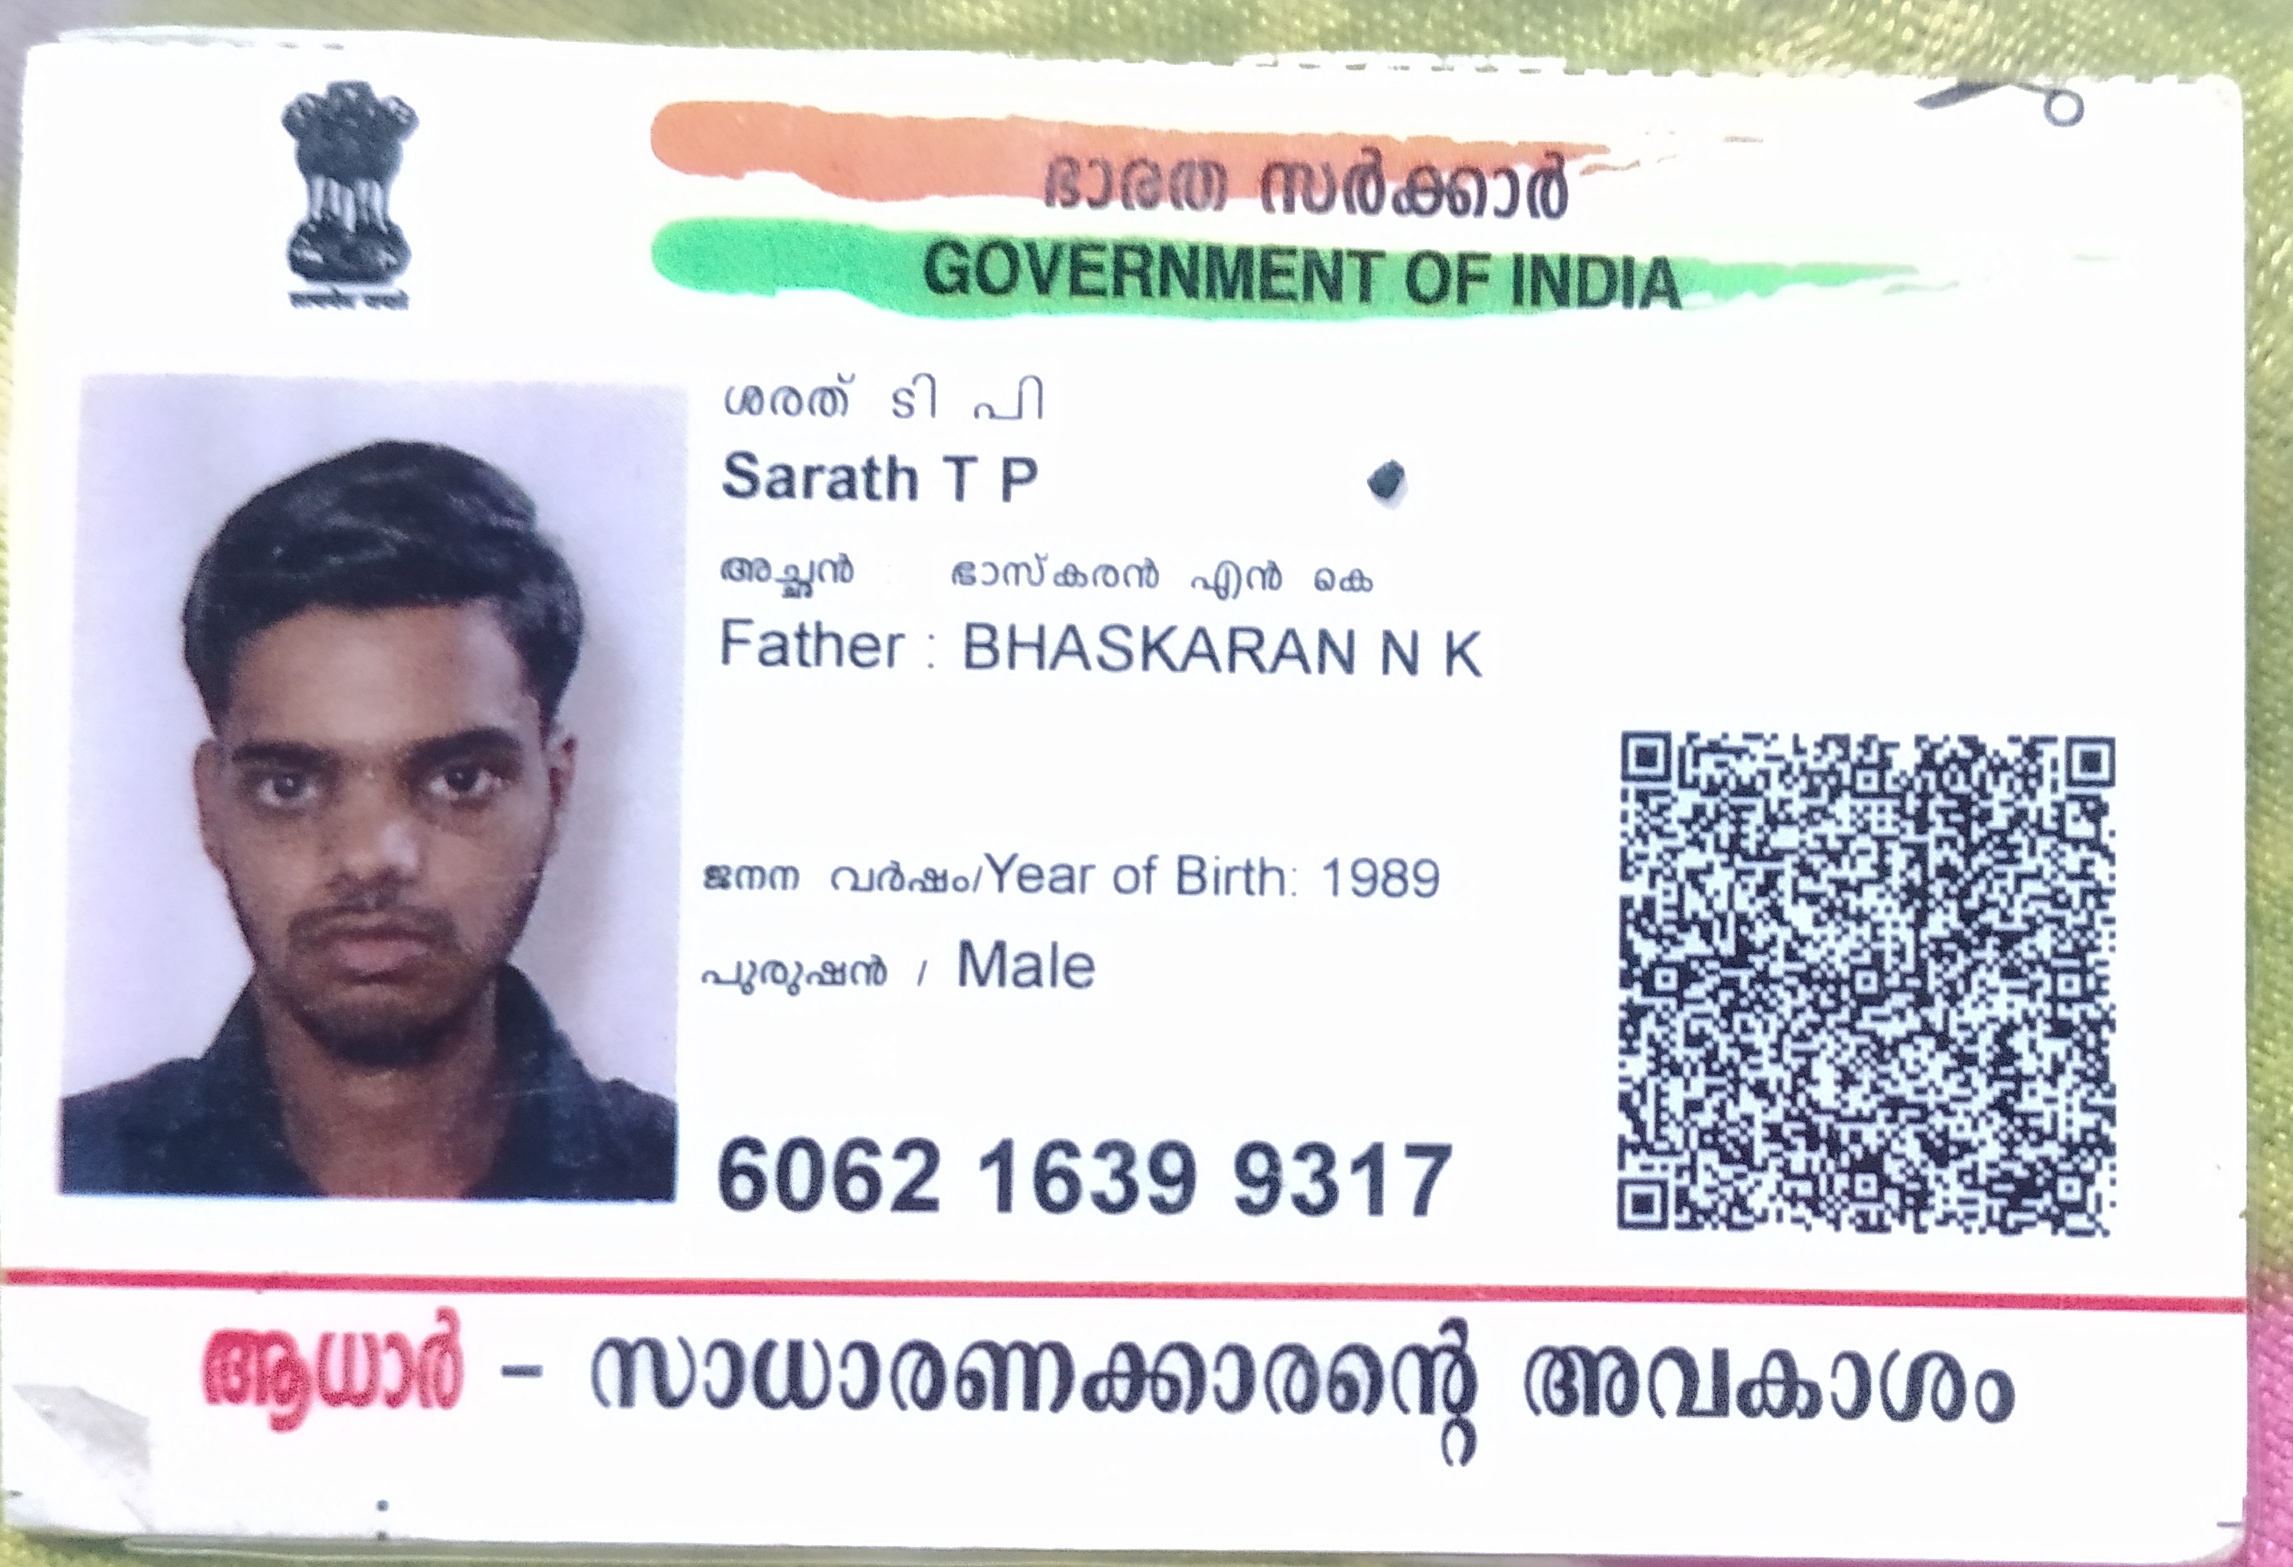 ഭാരത സർക്കാർ
GOVERNMENT OF INDIA
ശരത് ടി പി
Sarath T P
അച്ഛൻ ഭാസ്കരൻ എൻ കെ
Father : BHASKARAN N K
ജനന വർഷം/Year of Birth: 1989
പുരുഷൻ / Male
6062 1639 9317
ആധാർ - സാധാരണക്കാരന്റെ അവകാശം